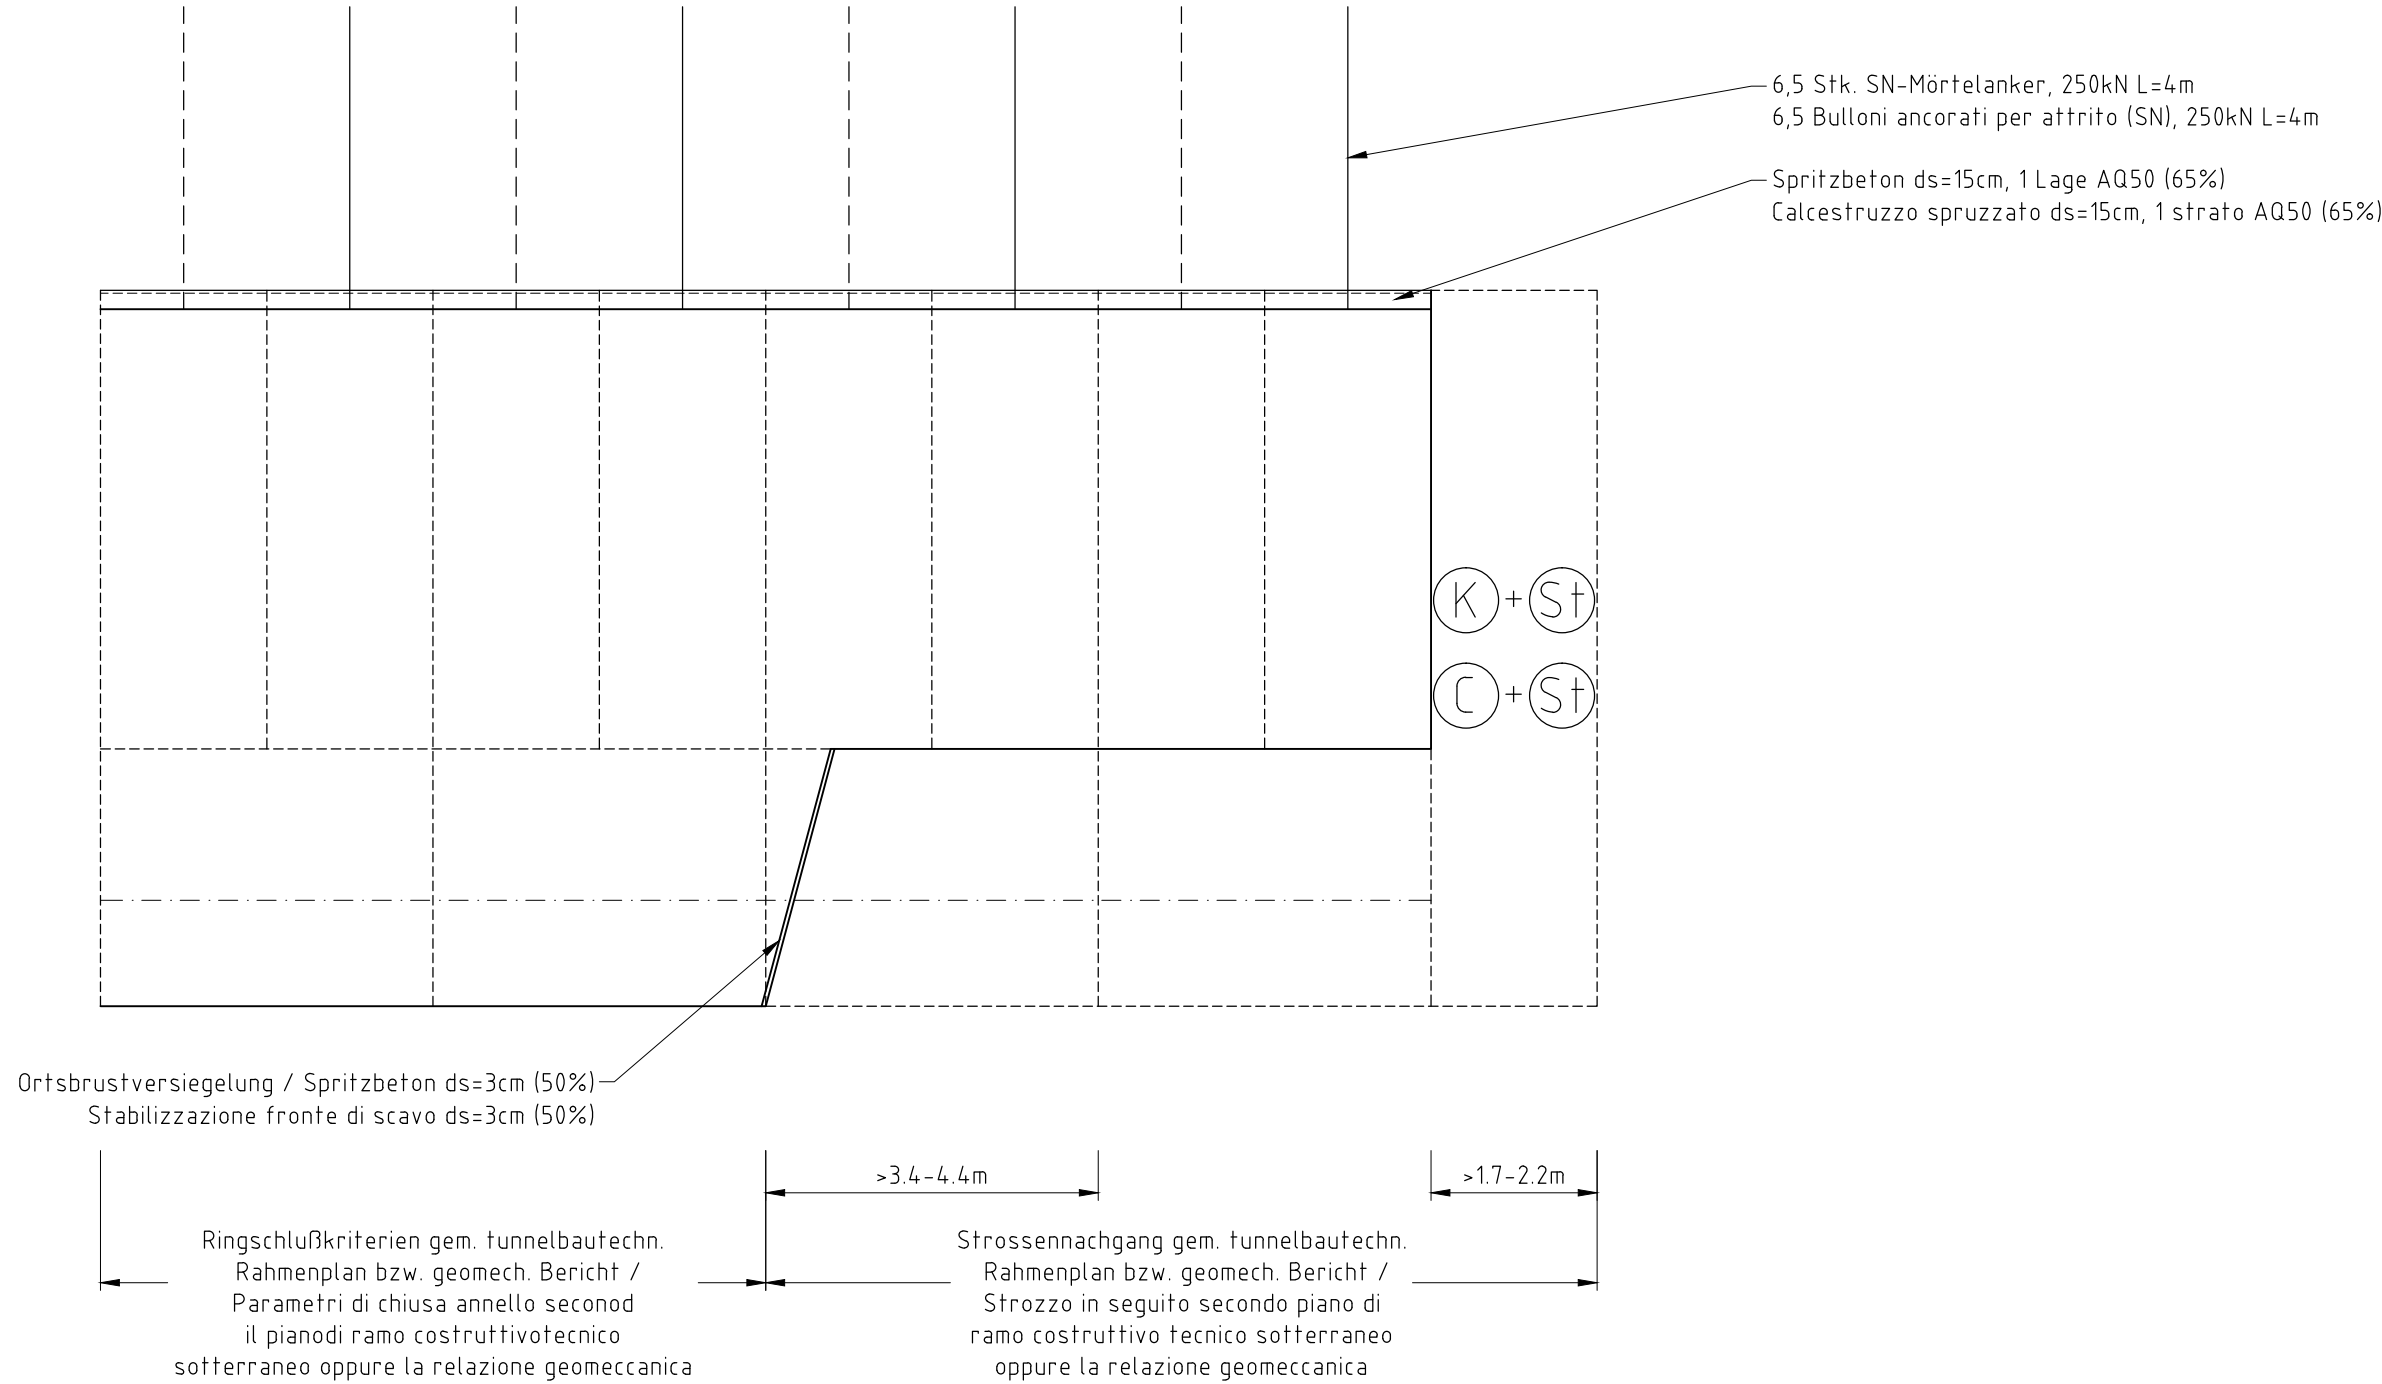 6,5 Stk. SN-Mörtelanker, 250kN L=4m
6,5 Bulloni ancorati per attrito (SN), 250kN L=4m
Spritzbeton ds=15cm, 1 Lage AQ50 (65%)
Calcestruzzo spruzzato ds=15cm, 1 strato AQ50 (65%)
K + St
C + St
Ortsbrustversiegelung / Spritzbeton ds=3cm (50%)
Stabilizzazione fronte di scavo ds=3cm (50%)
>3.4-4.4m
>1.7-2.2m
Ringschlußkriterien gem. tunnelbautechn.
Rahmenplan bzw. geomech. Bericht /
Parametri di chiusa annello seconod
il pianodi ramo costruttivotecnico
sotterraneo oppure la relazione geomeccanica
Strossennachgang gem. tunnelbautechn.
Rahmenplan bzw. geomech. Bericht /
Strozzo in seguito secondo piano di
ramo costruttivo tecnico sotterraneo
oppure la relazione geomeccanica